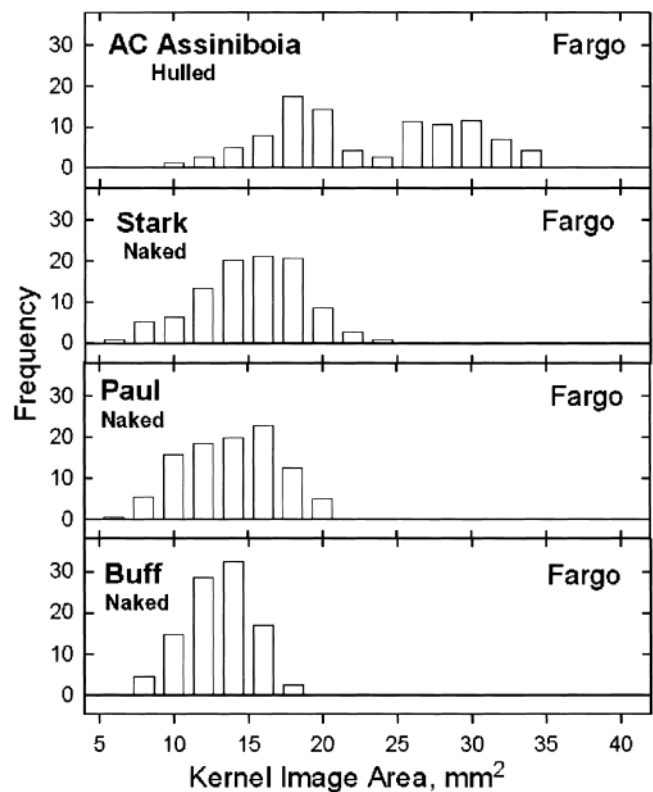 AC Assiniboia
Hulled
Fargo
30
20
10
0
Stark
Naked
Fargo
30
20
10
0
Paul
Naked
Fargo
30
20
10
0
Buff
Naked
Fargo
30
20
10
0
Frequency
5 10 15 20 25 30 35 40
Kernel Image Area, mm²